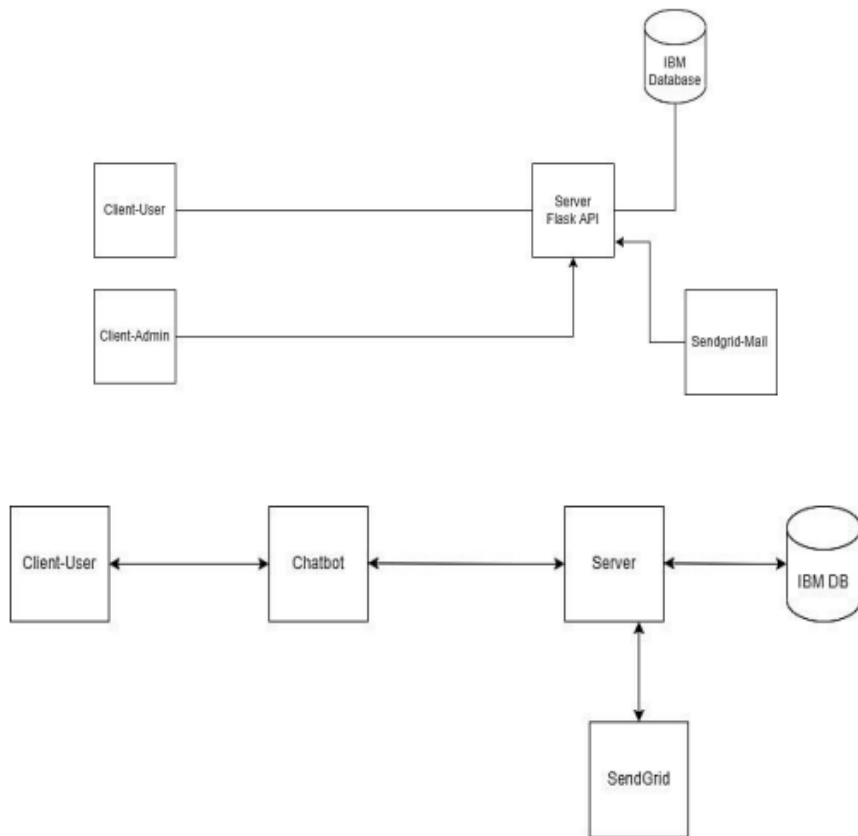 IBM
Database
Client-User
Server
Flask API
Client-Admin
Sendgrid-Mail
Client-User
Chatbot
Server
IBM DB
SendGrid